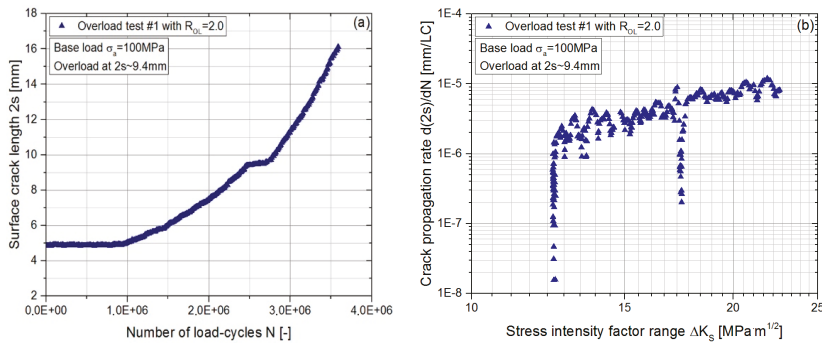 Overload test #1 with R_OL=2.0
(a)
Base load σ_a=100MPa
Overload at 2s~9.4mm
18
16
14
12
10
8
6
4
2
Surface crack length 2s [mm]
0,0E+00
1,0E+06
2,0E+06
3,0E+06
4,0E+06
Number of load-cycles N [-]
Overload test #1 with R_OL=2.0
(b)
Base load σ_a=100MPa
Overload at 2s~9.4mm
1E-4
1E-5
1E-6
1E-7
1E-8
Crack propagation rate d(2s)/dN [mm/LC]
10
15
20
25
Stress intensity factor range ΔK_S [MPa·m^1/2]